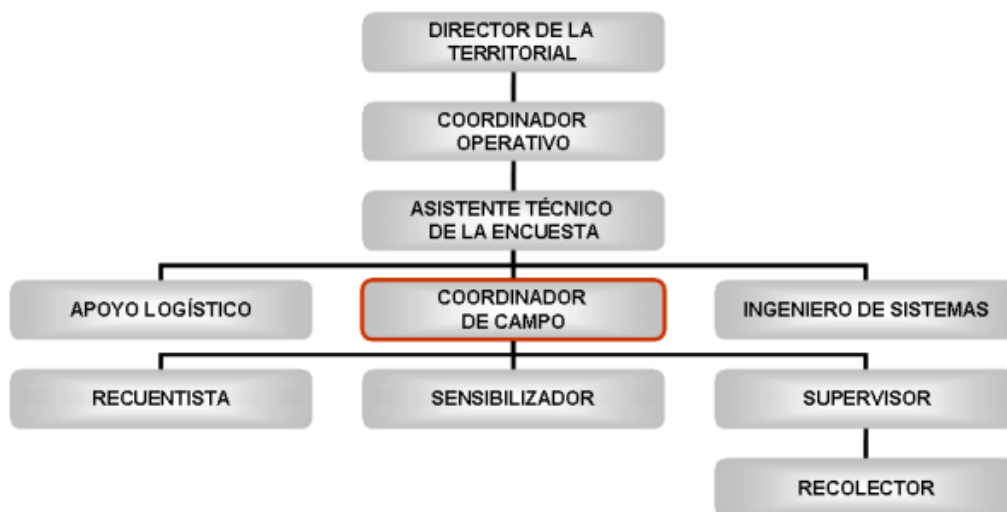 DIRECTOR DE LA
TERRITORIAL
COORDINADOR
OPERATIVO
ASISTENTE TÉCNICO
DE LA ENCUESTA
APOYO LOGÍSTICO
COORDINADOR
DE CAMPO
INGENIERO DE SISTEMAS
RECUENTISTA
SENSIBILIZADOR
SUPERVISOR
RECOLECTOR